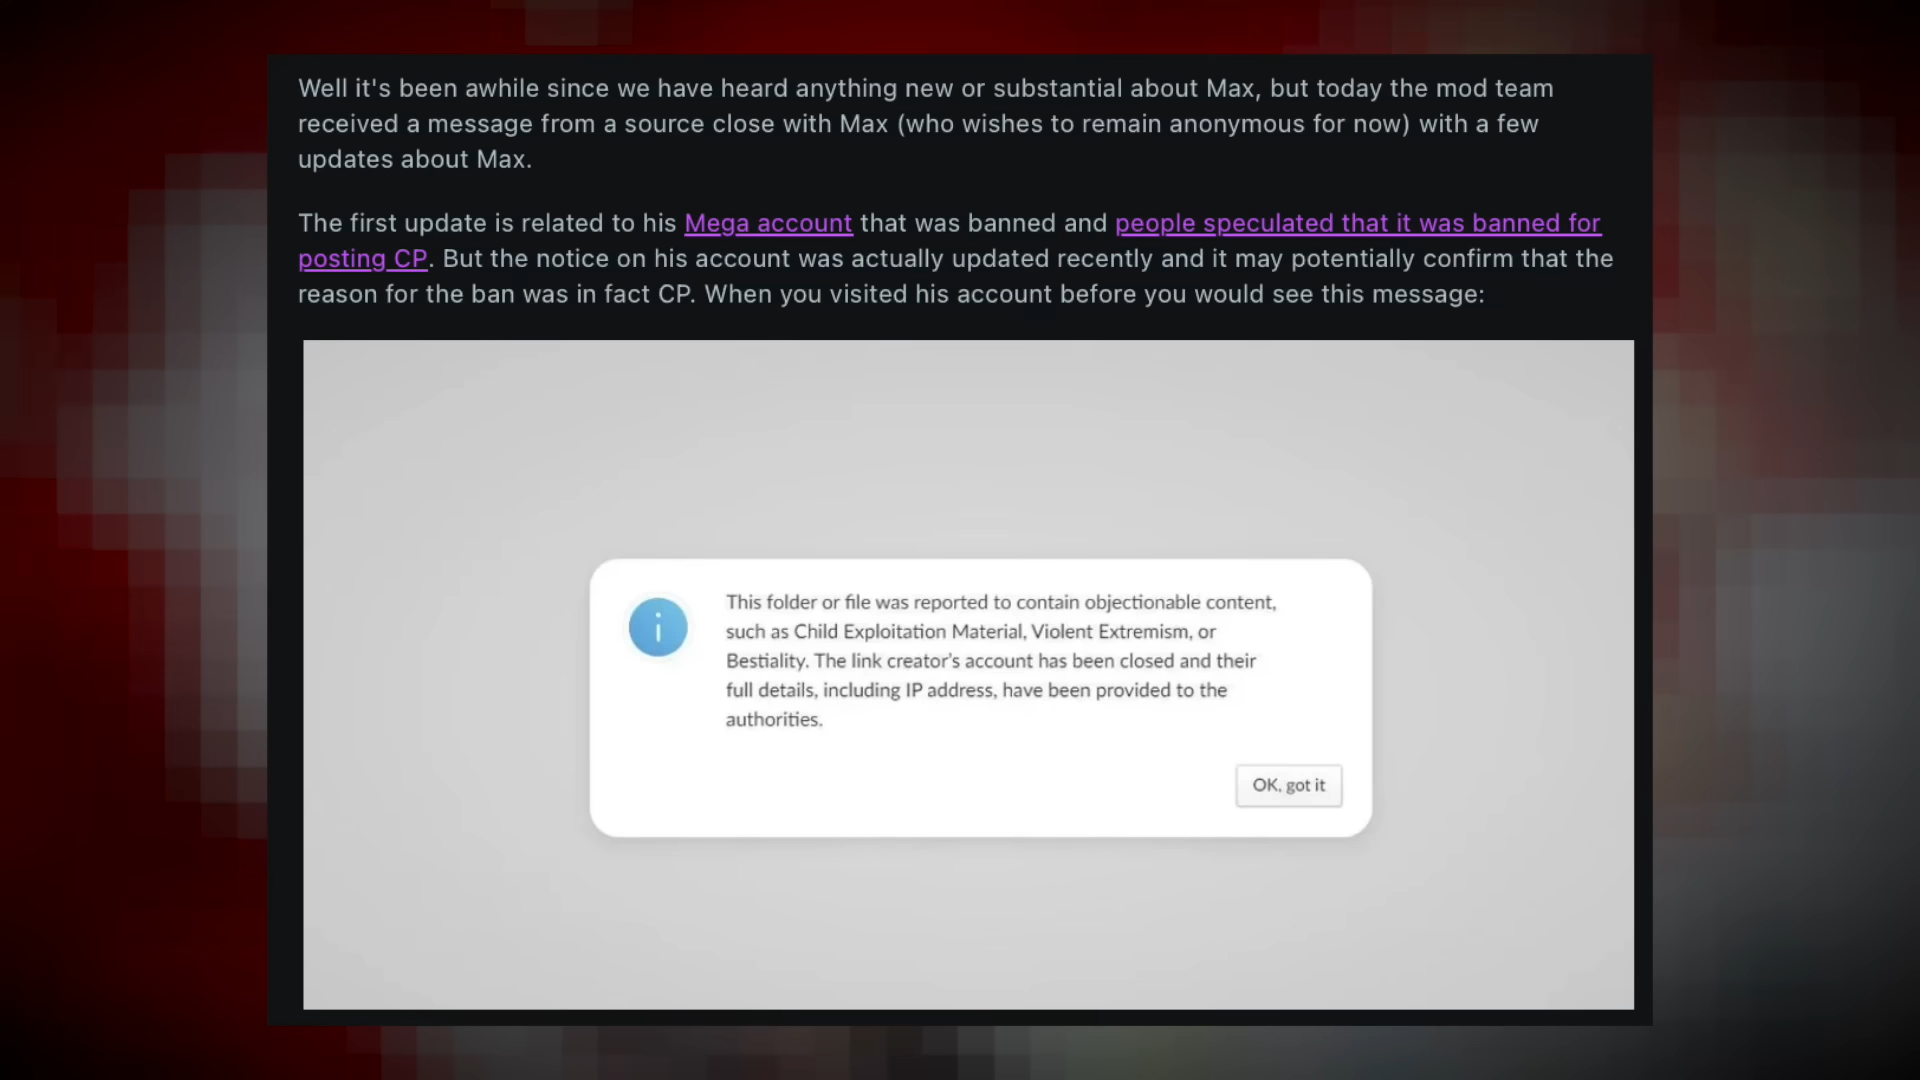 Well it's been awhile since we have heard anything new or substantial about Max, but today the mod team
received a message from a source close with Max (who wishes to remain anonymous for now) with a few
updates about Max.
The first update is related to his Mega account that was banned and people speculated that it was banned for
posting CP. But the notice on his account was actually updated recently and it may potentially confirm that the
reason for the ban was in fact CP. When you visited his account before you would see this message:
This folder or file was reported to contain objectionable content,
such as Child Exploitation Material, Violent Extremism, or
Bestiality. The link creator's account has been closed and their
full details, including IP address, have been provided to the
authorities.
OK, got it